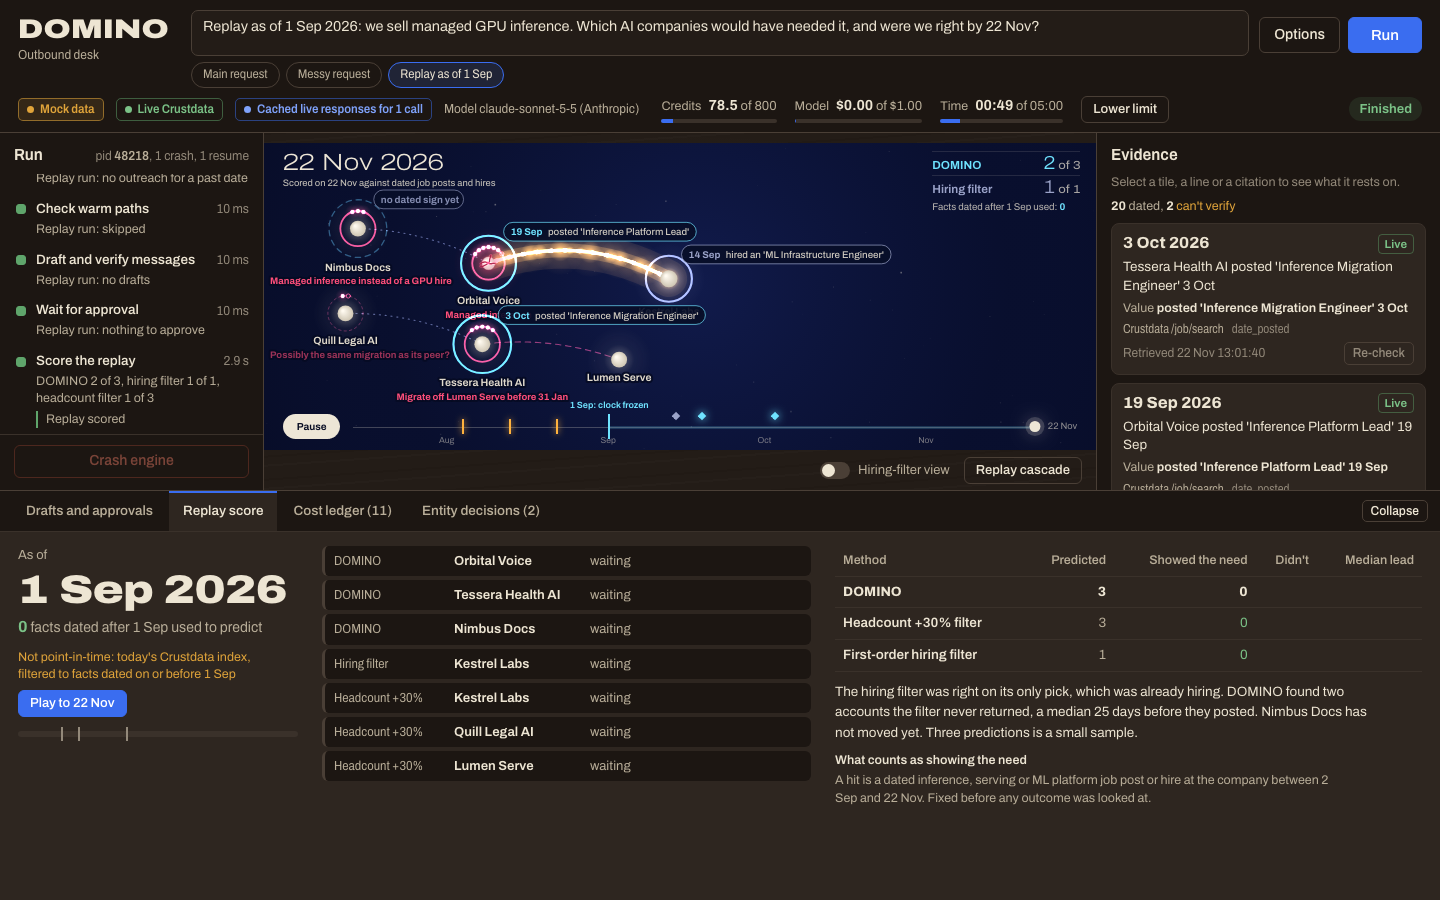 DOMINO
Outbound desk
Replay as of 1 Sep 2026: we sell managed GPU inference. Which AI companies would have needed it, and were we right by 22 Nov?
Options
Run
Main request
Messy request
Replay as of 1 Sep
Mock data
Live Crustdata
Cached live responses for 1 call
Model claude-sonnet-5-5 (Anthropic)
Credits 78.5 of 800
Model $0.00 of $1.00
Time 00:49 of 05:00
Lower limit
Finished
Run
pid 48218, 1 crash, 1 resume
Replay run: no outreach for a past date
Check warm paths 10 ms
Replay run: skipped
Draft and verify messages 10 ms
Replay run: no drafts
Wait for approval 10 ms
Replay run: nothing to approve
Score the replay 2.9 s
DOMINO 2 of 3, hiring filter 1 of 1,
headcount filter 1 of 3
Replay scored
Crash engine
22 Nov 2026
Scored on 22 Nov against dated job posts and hires
DOMINO 2 of 3
Hiring filter 1 of 1
Facts dated after 1 Sep used: 0
no dated sign yet
19 Sep posted 'Inference Platform Lead'
14 Sep hired an 'ML Infrastructure Engineer'
Nimbus Docs
Managed inference instead of a GPU hire
Orbital Voice
3 Oct posted 'Inference Migration Engineer'
Quill Legal AI
Possibly the same migration as its peer?
Tessera Health AI
Migrate off Lumen Serve before 31 Jan
Lumen Serve
1 Sep: clock frozen
Pause
Aug
Sep
Oct
Nov
22 Nov
Hiring-filter view
Replay cascade
Evidence
Select a tile, a line or a citation to see what it rests on.
20 dated, 2 can't verify
3 Oct 2026
Live
Tessera Health AI posted 'Inference Migration
Engineer' 3 Oct
Value posted 'Inference Migration Engineer' 3 Oct
Crustdata /job/search date_posted
Retrieved 22 Nov 13:01:40
Re-check
19 Sep 2026
Live
Orbital Voice posted 'Inference Platform Lead' 19
Sep
Value posted 'Inference Platform Lead' 19 Sep
Crustdata /job/search date_posted
Drafts and approvals
Replay score
Cost ledger (11)
Entity decisions (2)
Collapse
As of
1 Sep 2026
0 facts dated after 1 Sep used to predict
Not point-in-time: today's Crustdata index,
filtered to facts dated on or before 1 Sep
Play to 22 Nov
DOMINO Orbital Voice waiting
DOMINO Tessera Health AI waiting
DOMINO Nimbus Docs waiting
Hiring filter Kestrel Labs waiting
Headcount +30% Kestrel Labs waiting
Headcount +30% Quill Legal AI waiting
Headcount +30% Lumen Serve waiting
Method Predicted Showed the need Didn't Median lead
DOMINO 3 0
Headcount +30% filter 3 0
First-order hiring filter 1 0
The hiring filter was right on its only pick, which was already hiring. DOMINO found two
accounts the filter never returned, a median 25 days before they posted. Nimbus Docs has
not moved yet. Three predictions is a small sample.
What counts as showing the need
A hit is a dated inference, serving or ML platform job post or hire at the company between 2
Sep and 22 Nov. Fixed before any outcome was looked at.